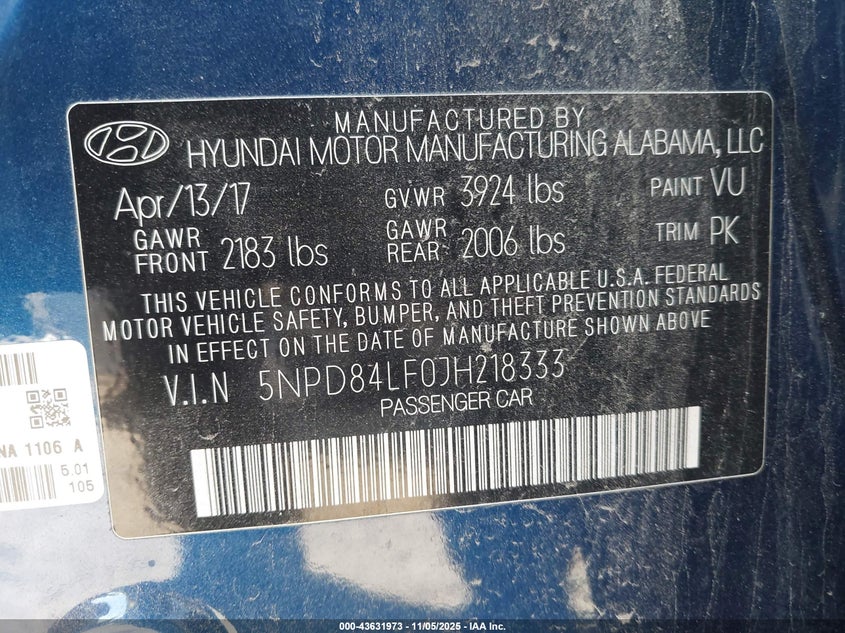 MANUFACTURED BY
HYUNDAI MOTOR MANUFACTURING ALABAMA, LLC
Apr/13/17 GVWR 3924 lbs PAINT VU
GAWR FRONT 2183 lbs GAWR REAR 2006 lbs TRIM PK
THIS VEHICLE CONFORMS TO ALL APPLICABLE U.S.A. FEDERAL
MOTOR VEHICLE SAFETY, BUMPER, AND THEFT PREVENTION STANDARDS
IN EFFECT ON THE DATE OF MANUFACTURE SHOWN ABOVE
V.I.N 5NPD84LF0JH218333
PASSENGER CAR
NA 1106 A
5.01
105
000-43631973 - 11/05/2025 - IAA Inc.